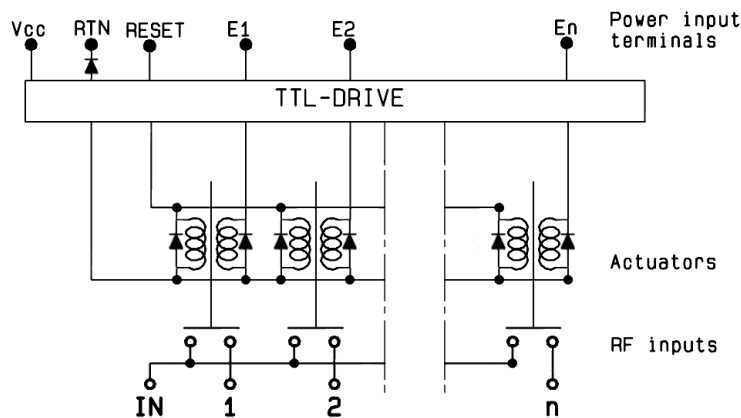 Vcc RTN RESET E1 E2 En
Power input
terminals
TTL-DRIVE
Actuators
RF inputs
IN 1 2 n